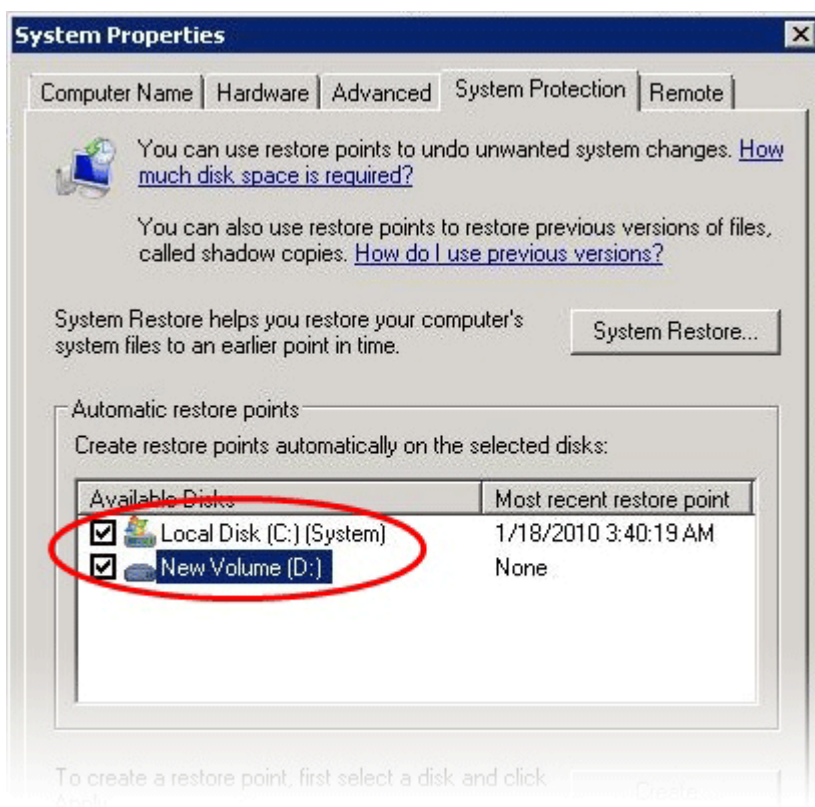 System Properties
Computer Name Hardware Advanced System Protection Remote
You can use restore points to undo unwanted system changes. How
much disk space is required?
You can also use restore points to restore previous versions of files,
called shadow copies. How do I use previous versions?
System Restore helps you restore your computer's
system files to an earlier point in time.
System Restore...
Automatic restore points
Create restore points automatically on the selected disks:
Available Disks Most recent restore point
Local Disk (C:) (System) 1/18/2010 3:40:19 AM
New Volume (D:) None
To create a restore point, first select a disk and click
Apply.
Create...